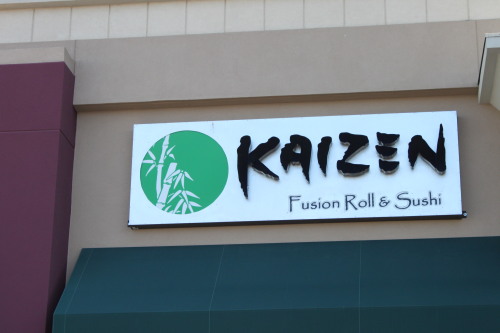 KAIZEN
Fusion Roll & Sushi